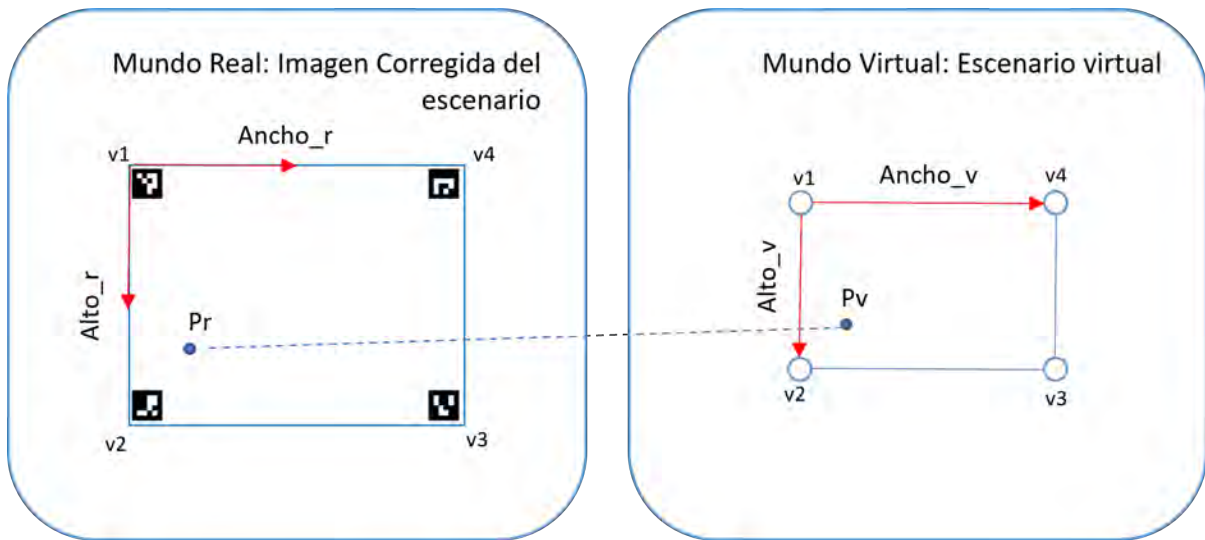 Mundo Real: Imagen Corregida del
escenario
Ancho_r
v1
v4
Alto_r
Pr
v2
v3
Mundo Virtual: Escenario virtual
v1
Ancho_v
v4
Alto_v
Pv
v2
v3